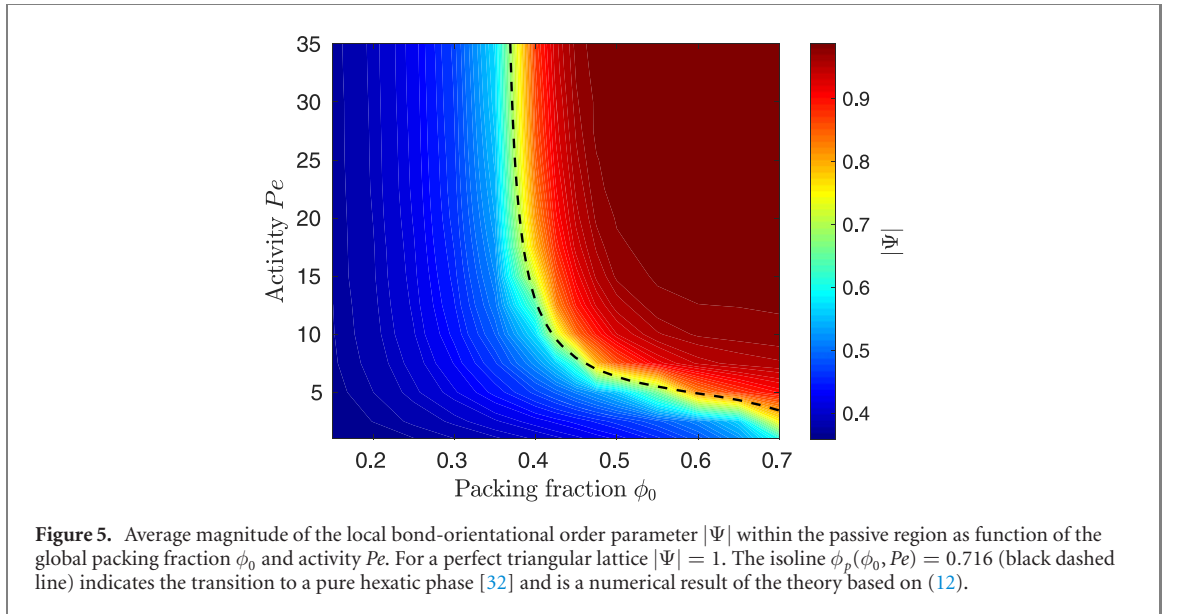 35
30
25
20
15
10
5
Activity Pe
0.2 0.3 0.4 0.5 0.6 0.7
Packing fraction ϕ0
0.9
0.8
0.7
0.6
0.5
0.4
|Ψ|
Figure 5. Average magnitude of the local bond-orientational order parameter |Ψ| within the passive region as function of the
global packing fraction ϕ0 and activity Pe. For a perfect triangular lattice |Ψ| = 1. The isoline ϕp(ϕ0, Pe) = 0.716 (black dashed
line) indicates the transition to a pure hexatic phase [32] and is a numerical result of the theory based on (12).